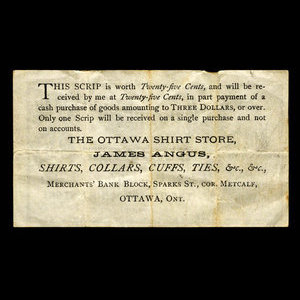 THIS SCRIP is worth Twenty-five Cents, and will be re-
ceived by me at Twenty-five Cents, in part payment of a
cash purchase of goods amounting to THREE DOLLARS, or over.
Only one Scrip will be received on a single purchase and not
on accounts.
THE OTTAWA SHIRT STORE,
JAMES ANGUS,
SHIRTS, COLLARS, CUFFS, TIES, &c., &c.,
MERCHANTS' BANK BLOCK, SPARKS ST., COR. METCALF,
OTTAWA, ONT.